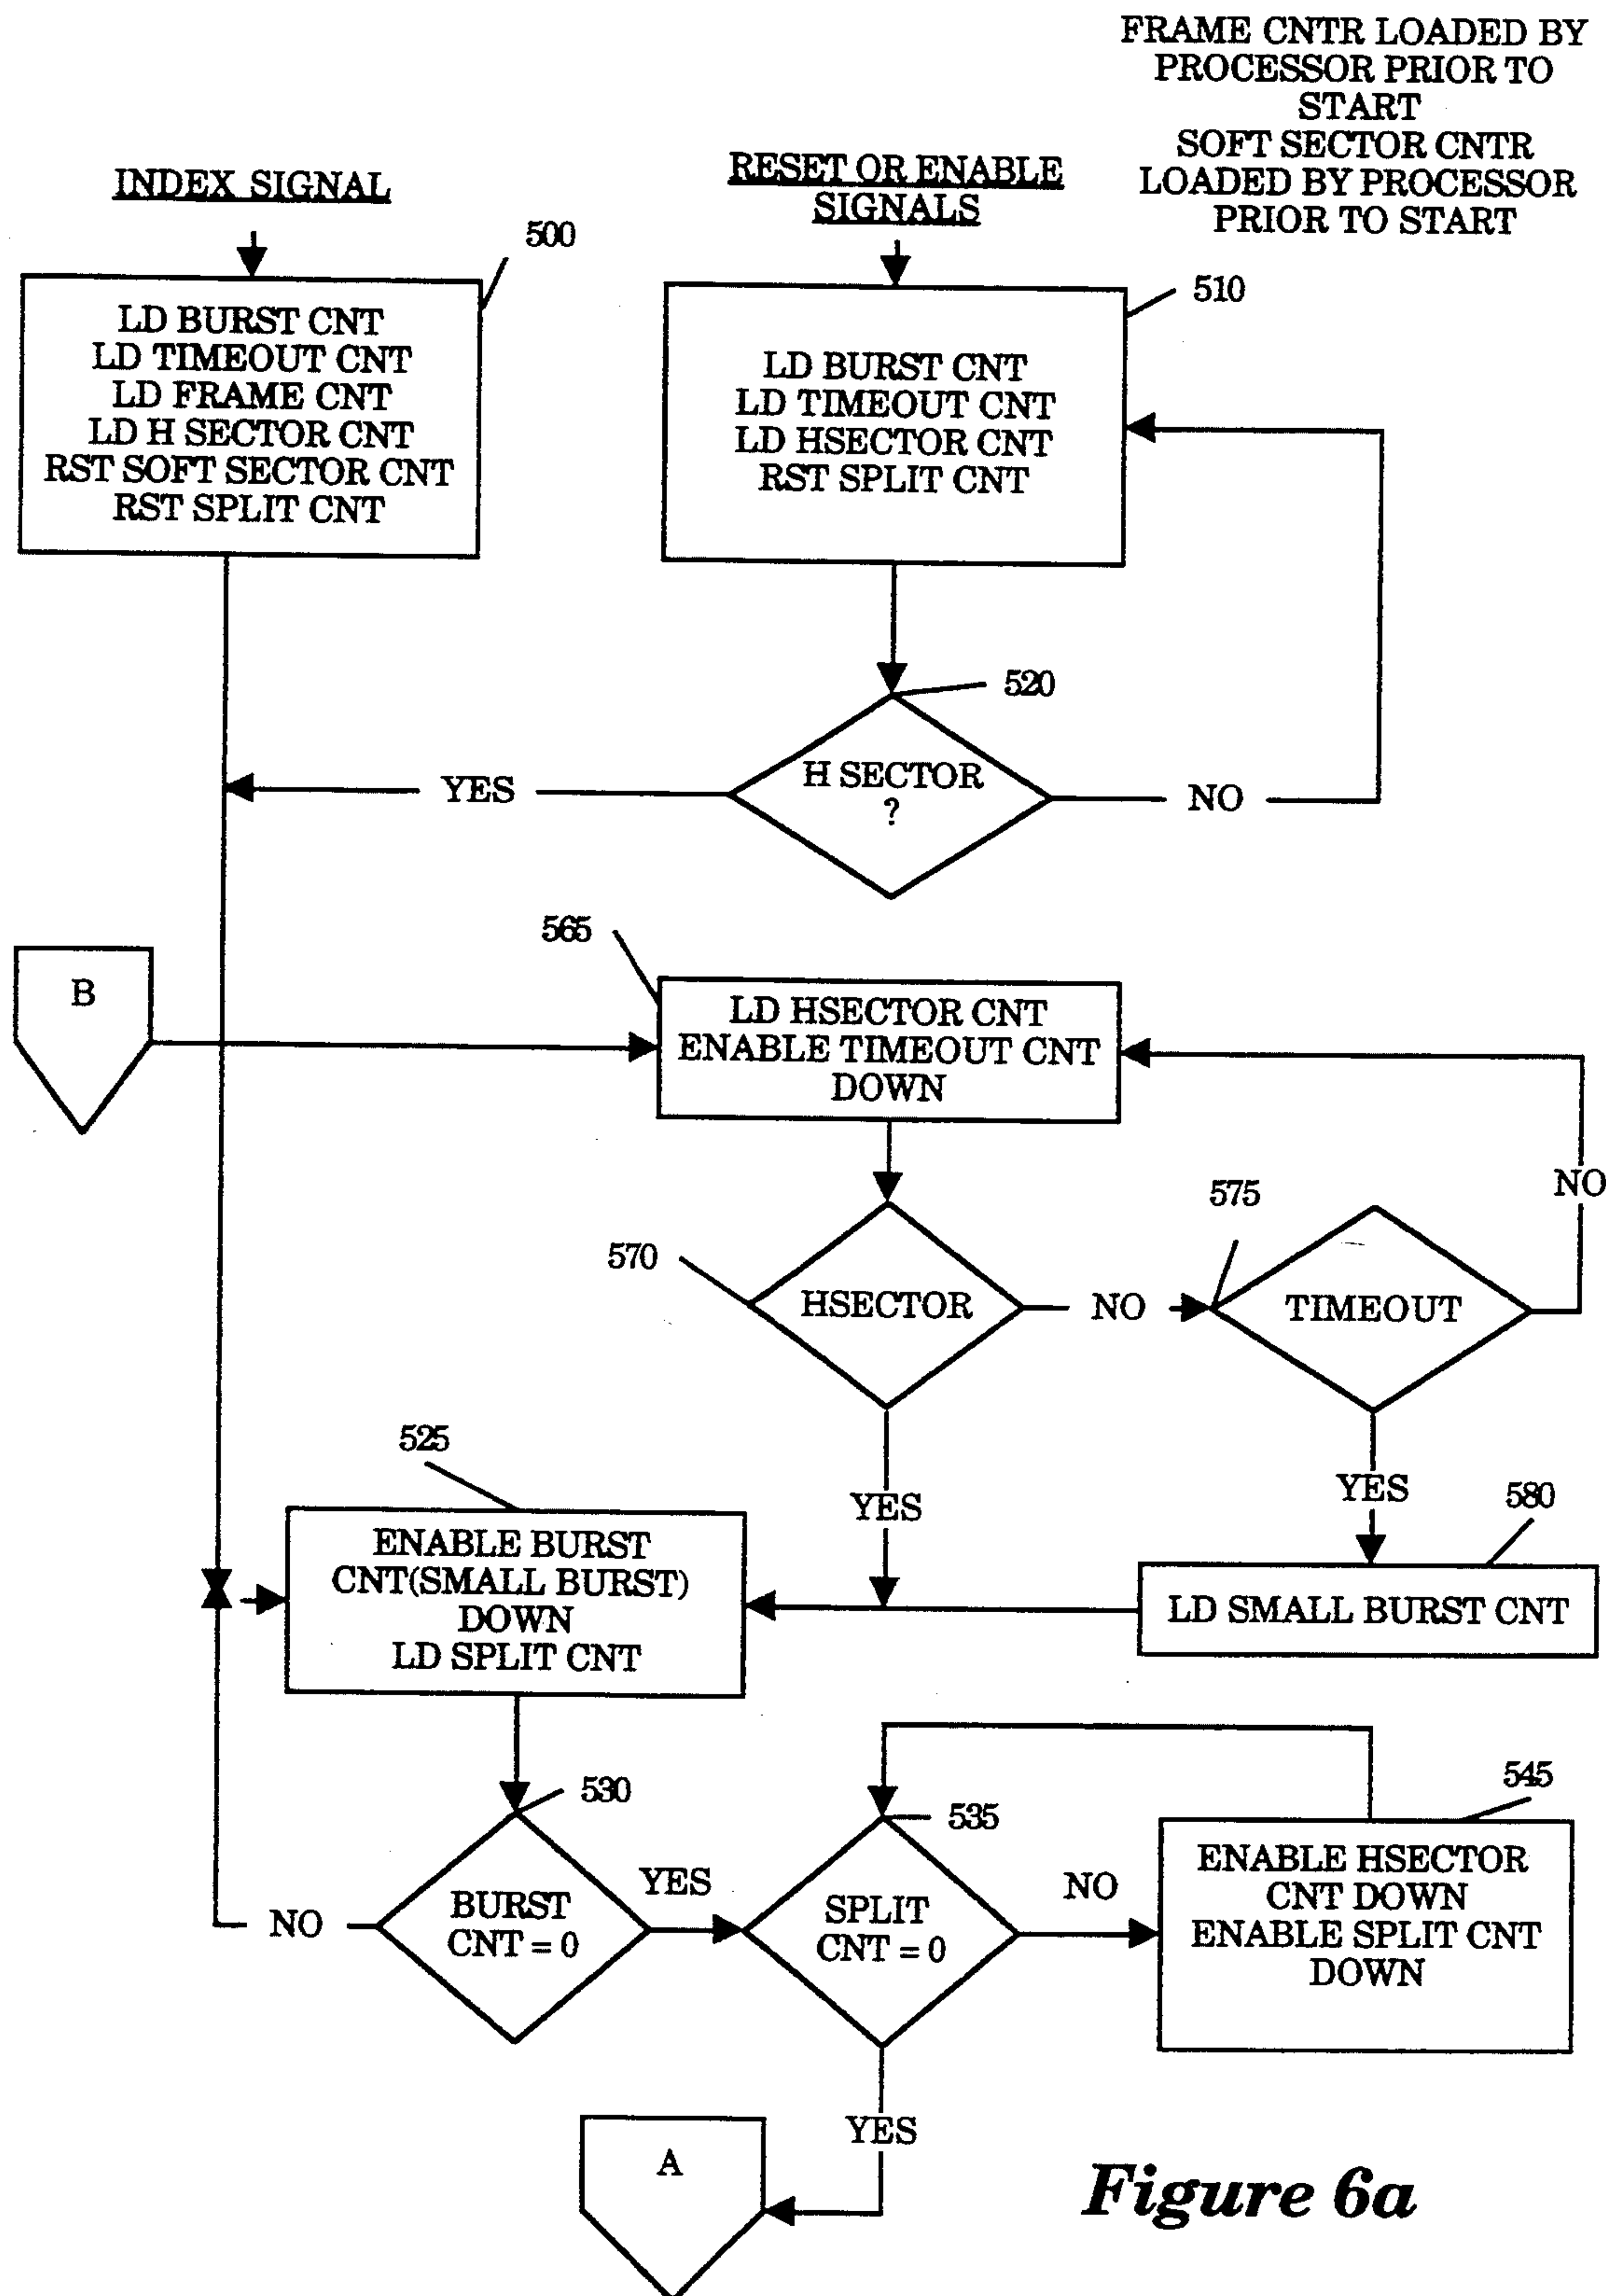 FRAME CNTR LOADED BY
PROCESSOR PRIOR TO
START
SOFT SECTOR CNTR
LOADED BY PROCESSOR
PRIOR TO START
INDEX SIGNAL
RESET OR ENABLE
SIGNALS
500
LD BURST CNT
LD TIMEOUT CNT
LD FRAME CNT
LD H SECTOR CNT
RST SOFT SECTOR CNT
RST SPLIT CNT
510
LD BURST CNT
LD TIMEOUT CNT
LD HSECTOR CNT
RST SPLIT CNT
520
H SECTOR
?
YES
NO
B
565
LD HSECTOR CNT
ENABLE TIMEOUT CNT
DOWN
570
HSECTOR
NO
575
TIMEOUT
NO
YES
YES
580
LD SMALL BURST CNT
525
ENABLE BURST
CNT(SMALL BURST)
DOWN
LD SPLIT CNT
530
BURST
CNT = 0
NO
YES
535
SPLIT
CNT = 0
NO
545
ENABLE HSECTOR
CNT DOWN
ENABLE SPLIT CNT
DOWN
YES
A
Figure 6a